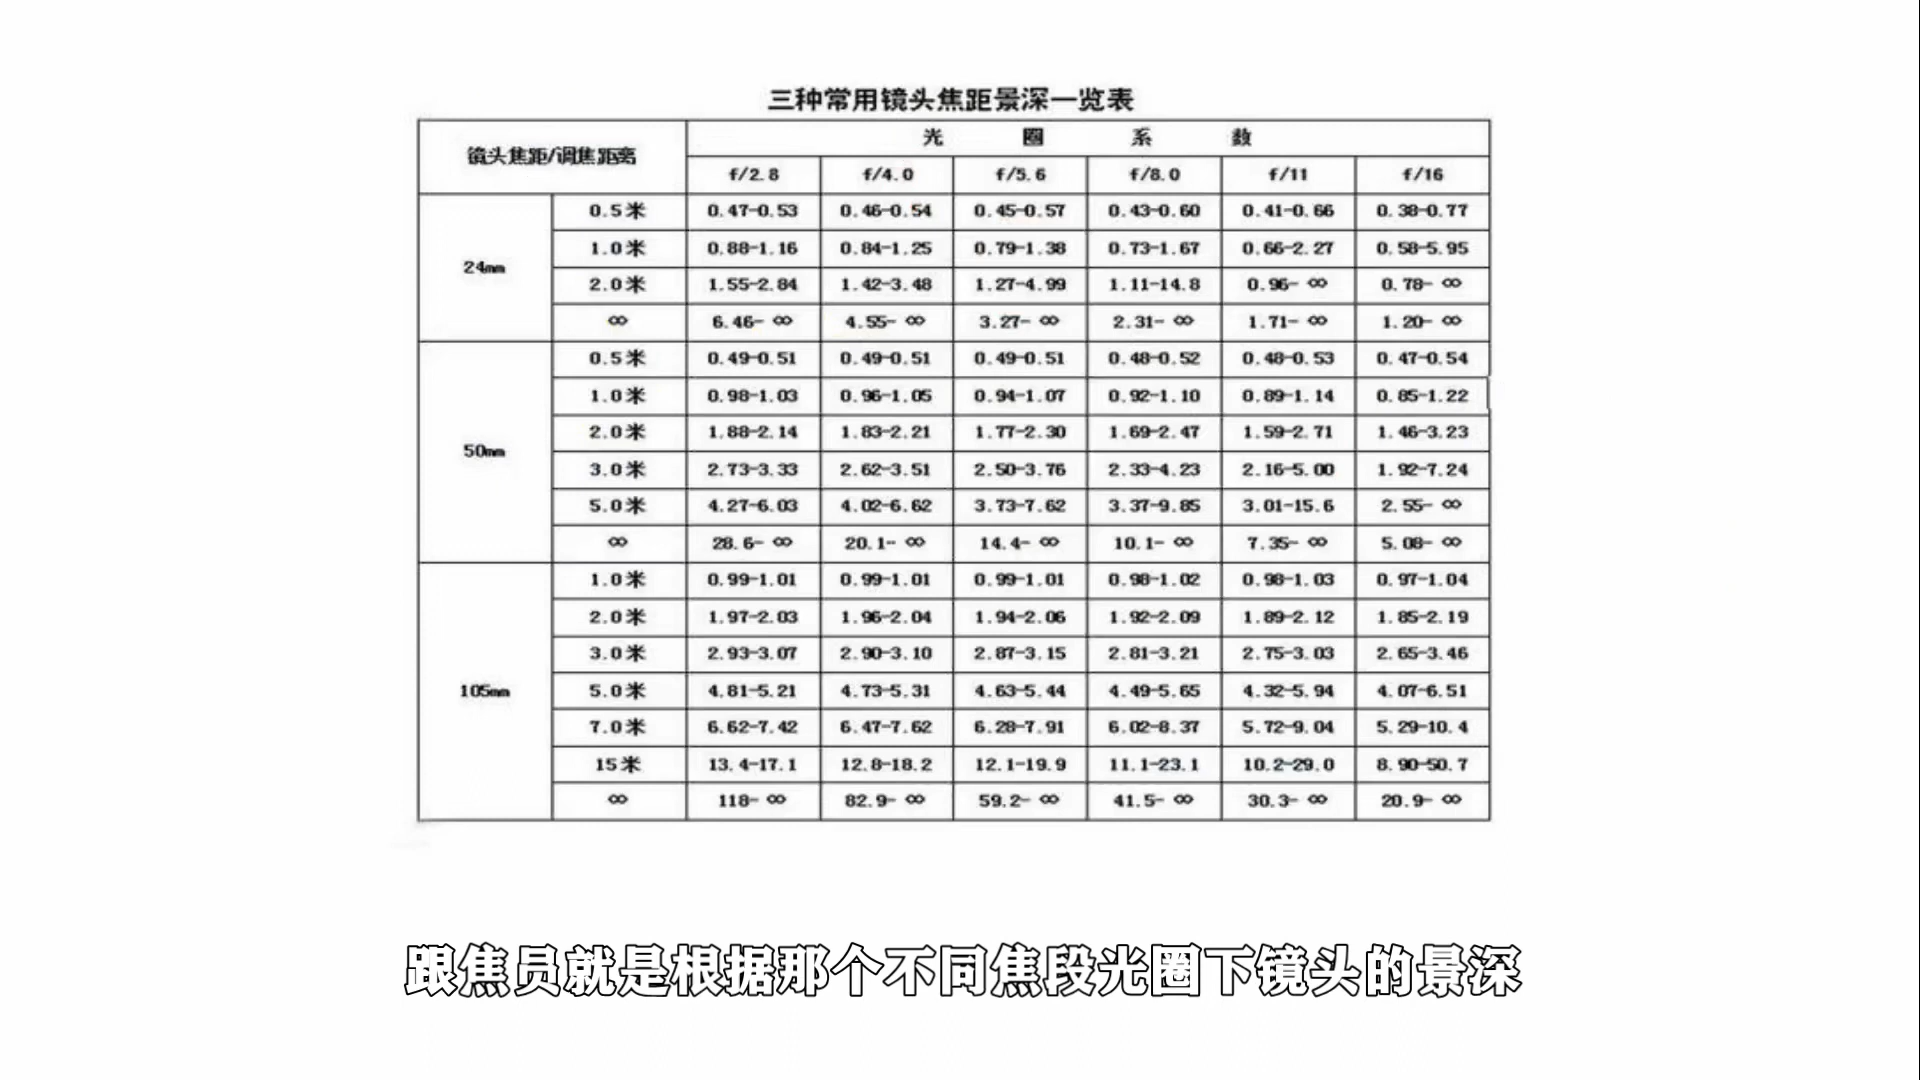 三种常用镜头焦距景深一览表
镜头焦距/调焦距离 光圈系数
f/2.8 f/4.0 f/5.6 f/8.0 f/11 f/16
24mm 0.5米 0.47-0.53 0.46-0.54 0.45-0.57 0.43-0.60 0.41-0.66 0.38-0.77
1.0米 0.88-1.16 0.84-1.25 0.79-1.38 0.73-1.67 0.66-2.27 0.58-5.95
2.0米 1.55-2.84 1.42-3.48 1.27-4.99 1.11-14.8 0.96-∞ 0.78-∞
∞ 6.46-∞ 4.55-∞ 3.27-∞ 2.31-∞ 1.71-∞ 1.20-∞
50mm 0.5米 0.49-0.51 0.49-0.51 0.49-0.51 0.48-0.52 0.48-0.53 0.47-0.54
1.0米 0.98-1.03 0.96-1.05 0.94-1.07 0.92-1.10 0.89-1.14 0.85-1.22
2.0米 1.88-2.14 1.83-2.21 1.77-2.30 1.69-2.47 1.59-2.71 1.46-3.23
3.0米 2.73-3.33 2.62-3.51 2.50-3.76 2.33-4.23 2.16-5.00 1.92-7.24
5.0米 4.27-6.03 4.02-6.62 3.73-7.62 3.37-9.85 3.01-15.6 2.55-∞
∞ 28.6-∞ 20.1-∞ 14.4-∞ 10.1-∞ 7.35-∞ 5.08-∞
105mm 1.0米 0.99-1.01 0.99-1.01 0.99-1.01 0.98-1.02 0.98-1.03 0.97-1.04
2.0米 1.97-2.03 1.96-2.04 1.94-2.06 1.92-2.09 1.89-2.12 1.85-2.19
3.0米 2.93-3.07 2.90-3.10 2.87-3.15 2.81-3.21 2.75-3.03 2.65-3.46
5.0米 4.81-5.21 4.73-5.31 4.63-5.44 4.49-5.65 4.32-5.94 4.07-6.51
7.0米 6.62-7.42 6.47-7.62 6.28-7.91 6.02-8.37 5.72-9.04 5.29-10.4
15米 13.4-17.1 12.8-18.2 12.1-19.9 11.1-23.1 10.2-29.0 8.90-50.7
∞ 118-∞ 82.9-∞ 59.2-∞ 41.5-∞ 30.3-∞ 20.9-∞
跟焦员就是根据那个不同焦段光圈下镜头的景深